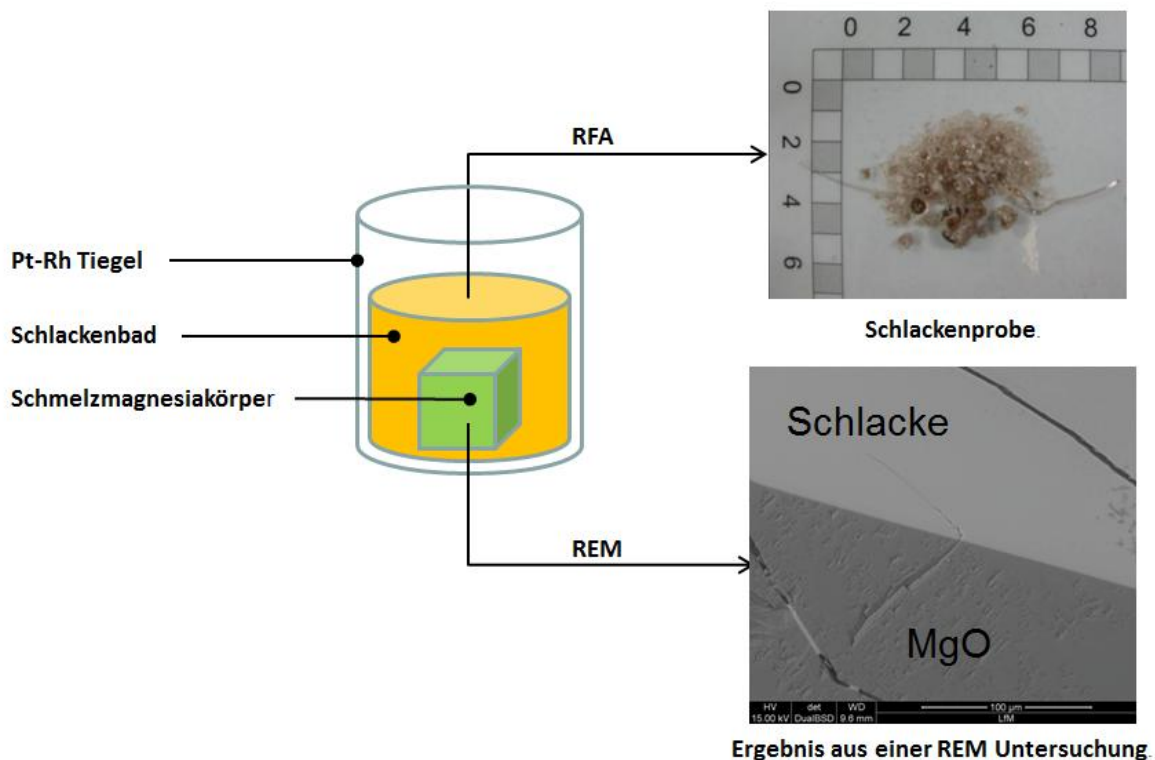 0 2 4 6 8
0
2
4
6
RFA
Schlackenprobe.
Pt-Rh Tiegel
Schlackenbad
Schmelzmagnesiakörper
REM
Schlacke
MgO
HV det WD 100 µm
15.00 kV DualBSD 9.6 mm LfM
Ergebnis aus einer REM Untersuchung.